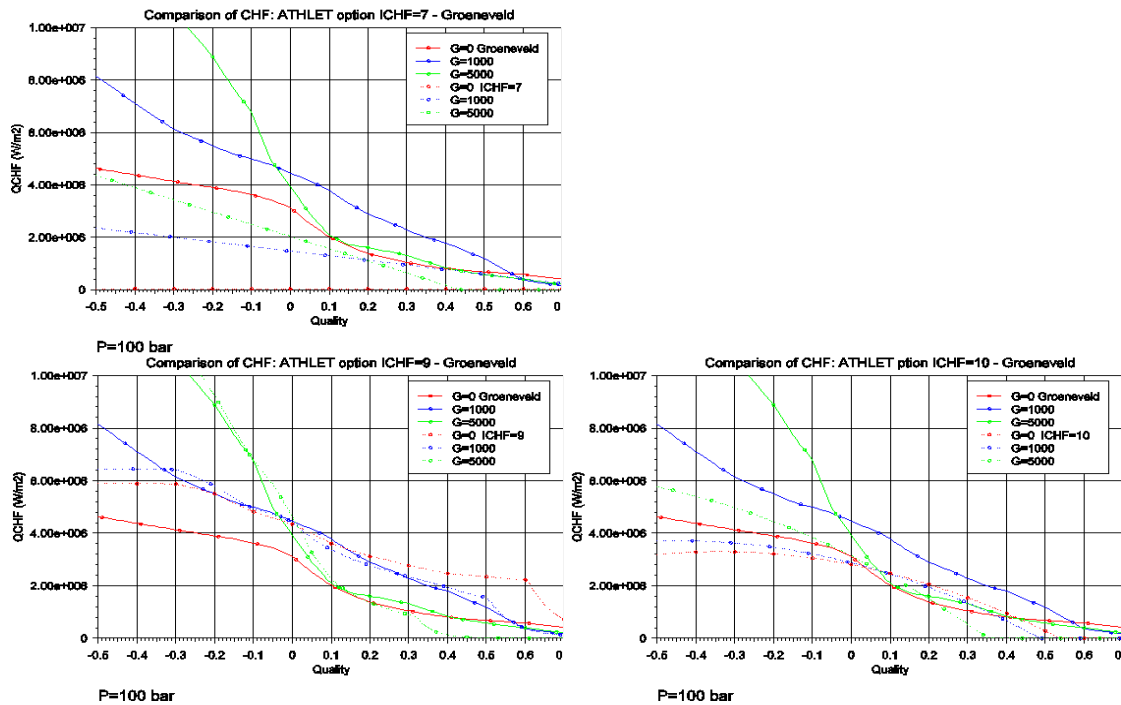 Comparison of CHF: ATHLET option ICHF=7 - Groeneveld
1.00e+007
8.00e+006
6.00e+006
4.00e+006
2.00e+006
0
QCHF (W/m2)
G=0 Groeneveld
G=1000
G=5000
G=0 ICHF=7
G=1000
G=5000
-0.5 -0.4 -0.3 -0.2 -0.1 0 0.1 0.2 0.3 0.4 0.5 0.6
Quality
P=100 bar
Comparison of CHF: ATHLET option ICHF=9 - Groeneveld
1.00e+007
8.00e+006
6.00e+006
4.00e+006
2.00e+006
0
QCHF (W/m2)
G=0 Groeneveld
G=1000
G=5000
G=0 ICHF=9
G=1000
G=5000
-0.5 -0.4 -0.3 -0.2 -0.1 0 0.1 0.2 0.3 0.4 0.5 0.6
Quality
P=100 bar
Comparison of CHF: ATHLET ption ICHF=10 - Groeneveld
1.00e+007
8.00e+006
6.00e+006
4.00e+006
2.00e+006
0
QCHF (W/m2)
G=0 Groeneveld
G=1000
G=5000
G=0 ICHF=10
G=1000
G=5000
-0.5 -0.4 -0.3 -0.2 -0.1 0 0.1 0.2 0.3 0.4 0.5 0.6
Quality
P=100 bar